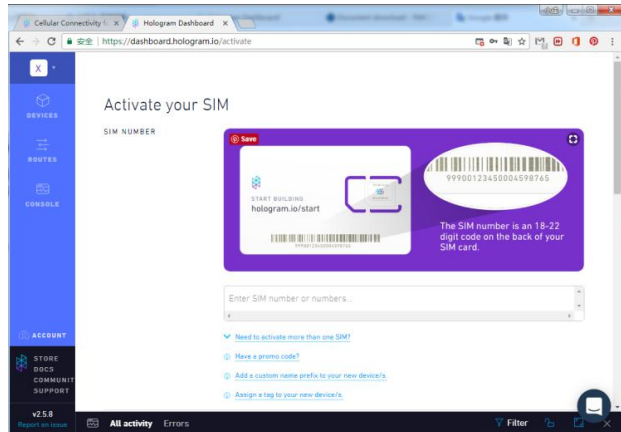 Cellular Connectivity f
Hologram Dashboard
安全
https://dashboard.hologram.io/activate
X
DEVICES
ROUTES
CONSOLE
ACCOUNT
STORE
DOCS
COMMUNIT
SUPPORT
v2.5.8
Report an issue
Activate your SIM
SIM NUMBER
Save
START BUILDING
hologram.io/start
99900123450004598765
The SIM number is an 18-22
digit code on the back of your
SIM card.
Enter SIM number or numbers...
Need to activate more than one SIM?
Have a promo code?
Add a custom name prefix to your new device/s
Assign a tag to your new device/s
All activity
Errors
Filter